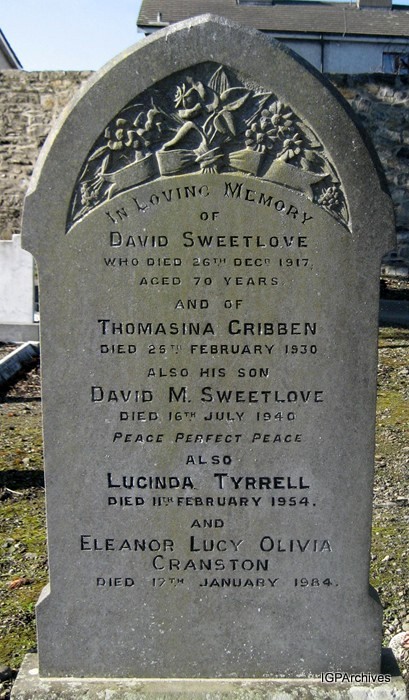 In Loving Memory
OF
David Sweetlove
WHO DIED 26TH DECR 1917,
AGED 70 YEARS
AND OF
Thomasina Gribben
DIED 25TH FEBRUARY 1930
ALSO HIS SON
David M. Sweetlove
DIED 16TH JULY 1940
Peace Perfect Peace
ALSO
Lucinda Tyrrell
DIED 11TH FEBRUARY 1954.
AND
Eleanor Lucy Olivia
Cranston
DIED 17TH JANUARY 1984.
IGPArchives